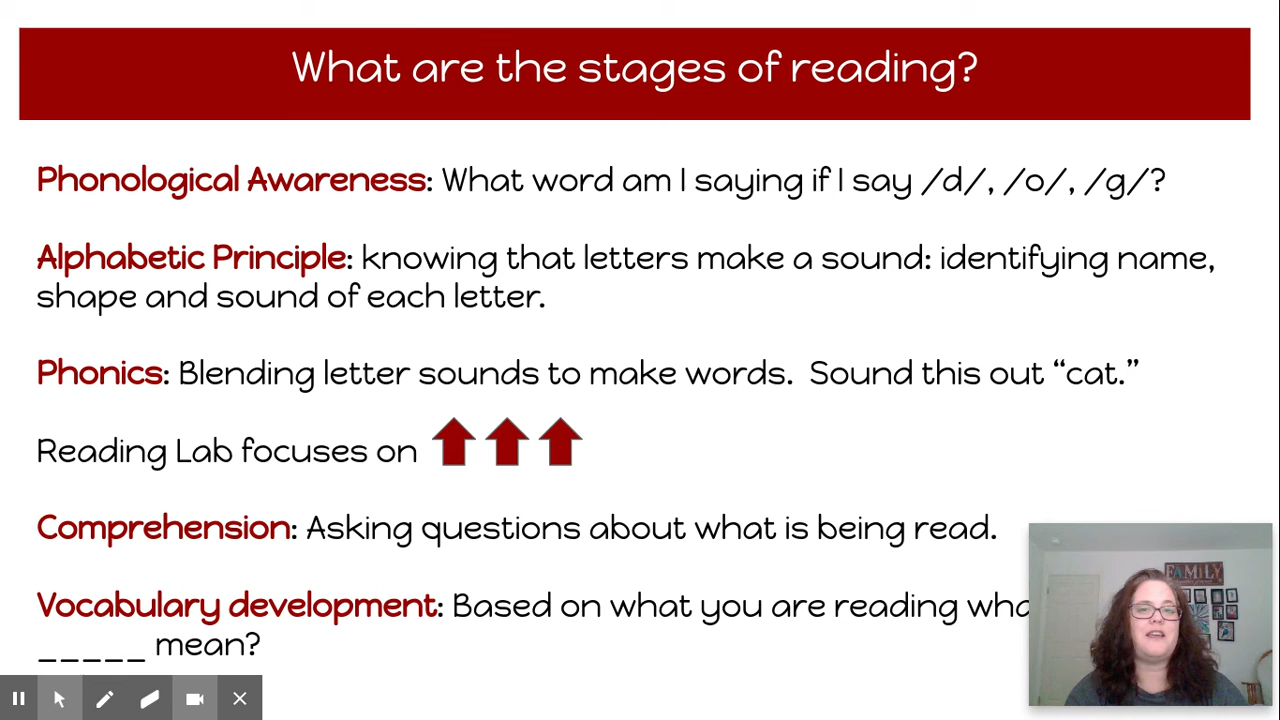 What are the stages of reading?
Phonological Awareness: What word am I saying if I say /d/, /o/, /g/?
Alphabetic Principle: knowing that letters make a sound: identifying name,
shape and sound of each letter.
Phonics: Blending letter sounds to make words.  Sound this out “cat.”
Reading Lab focuses on
Comprehension: Asking questions about what is being read.
Vocabulary development: Based on what you are reading
_____ mean?
FAMILY